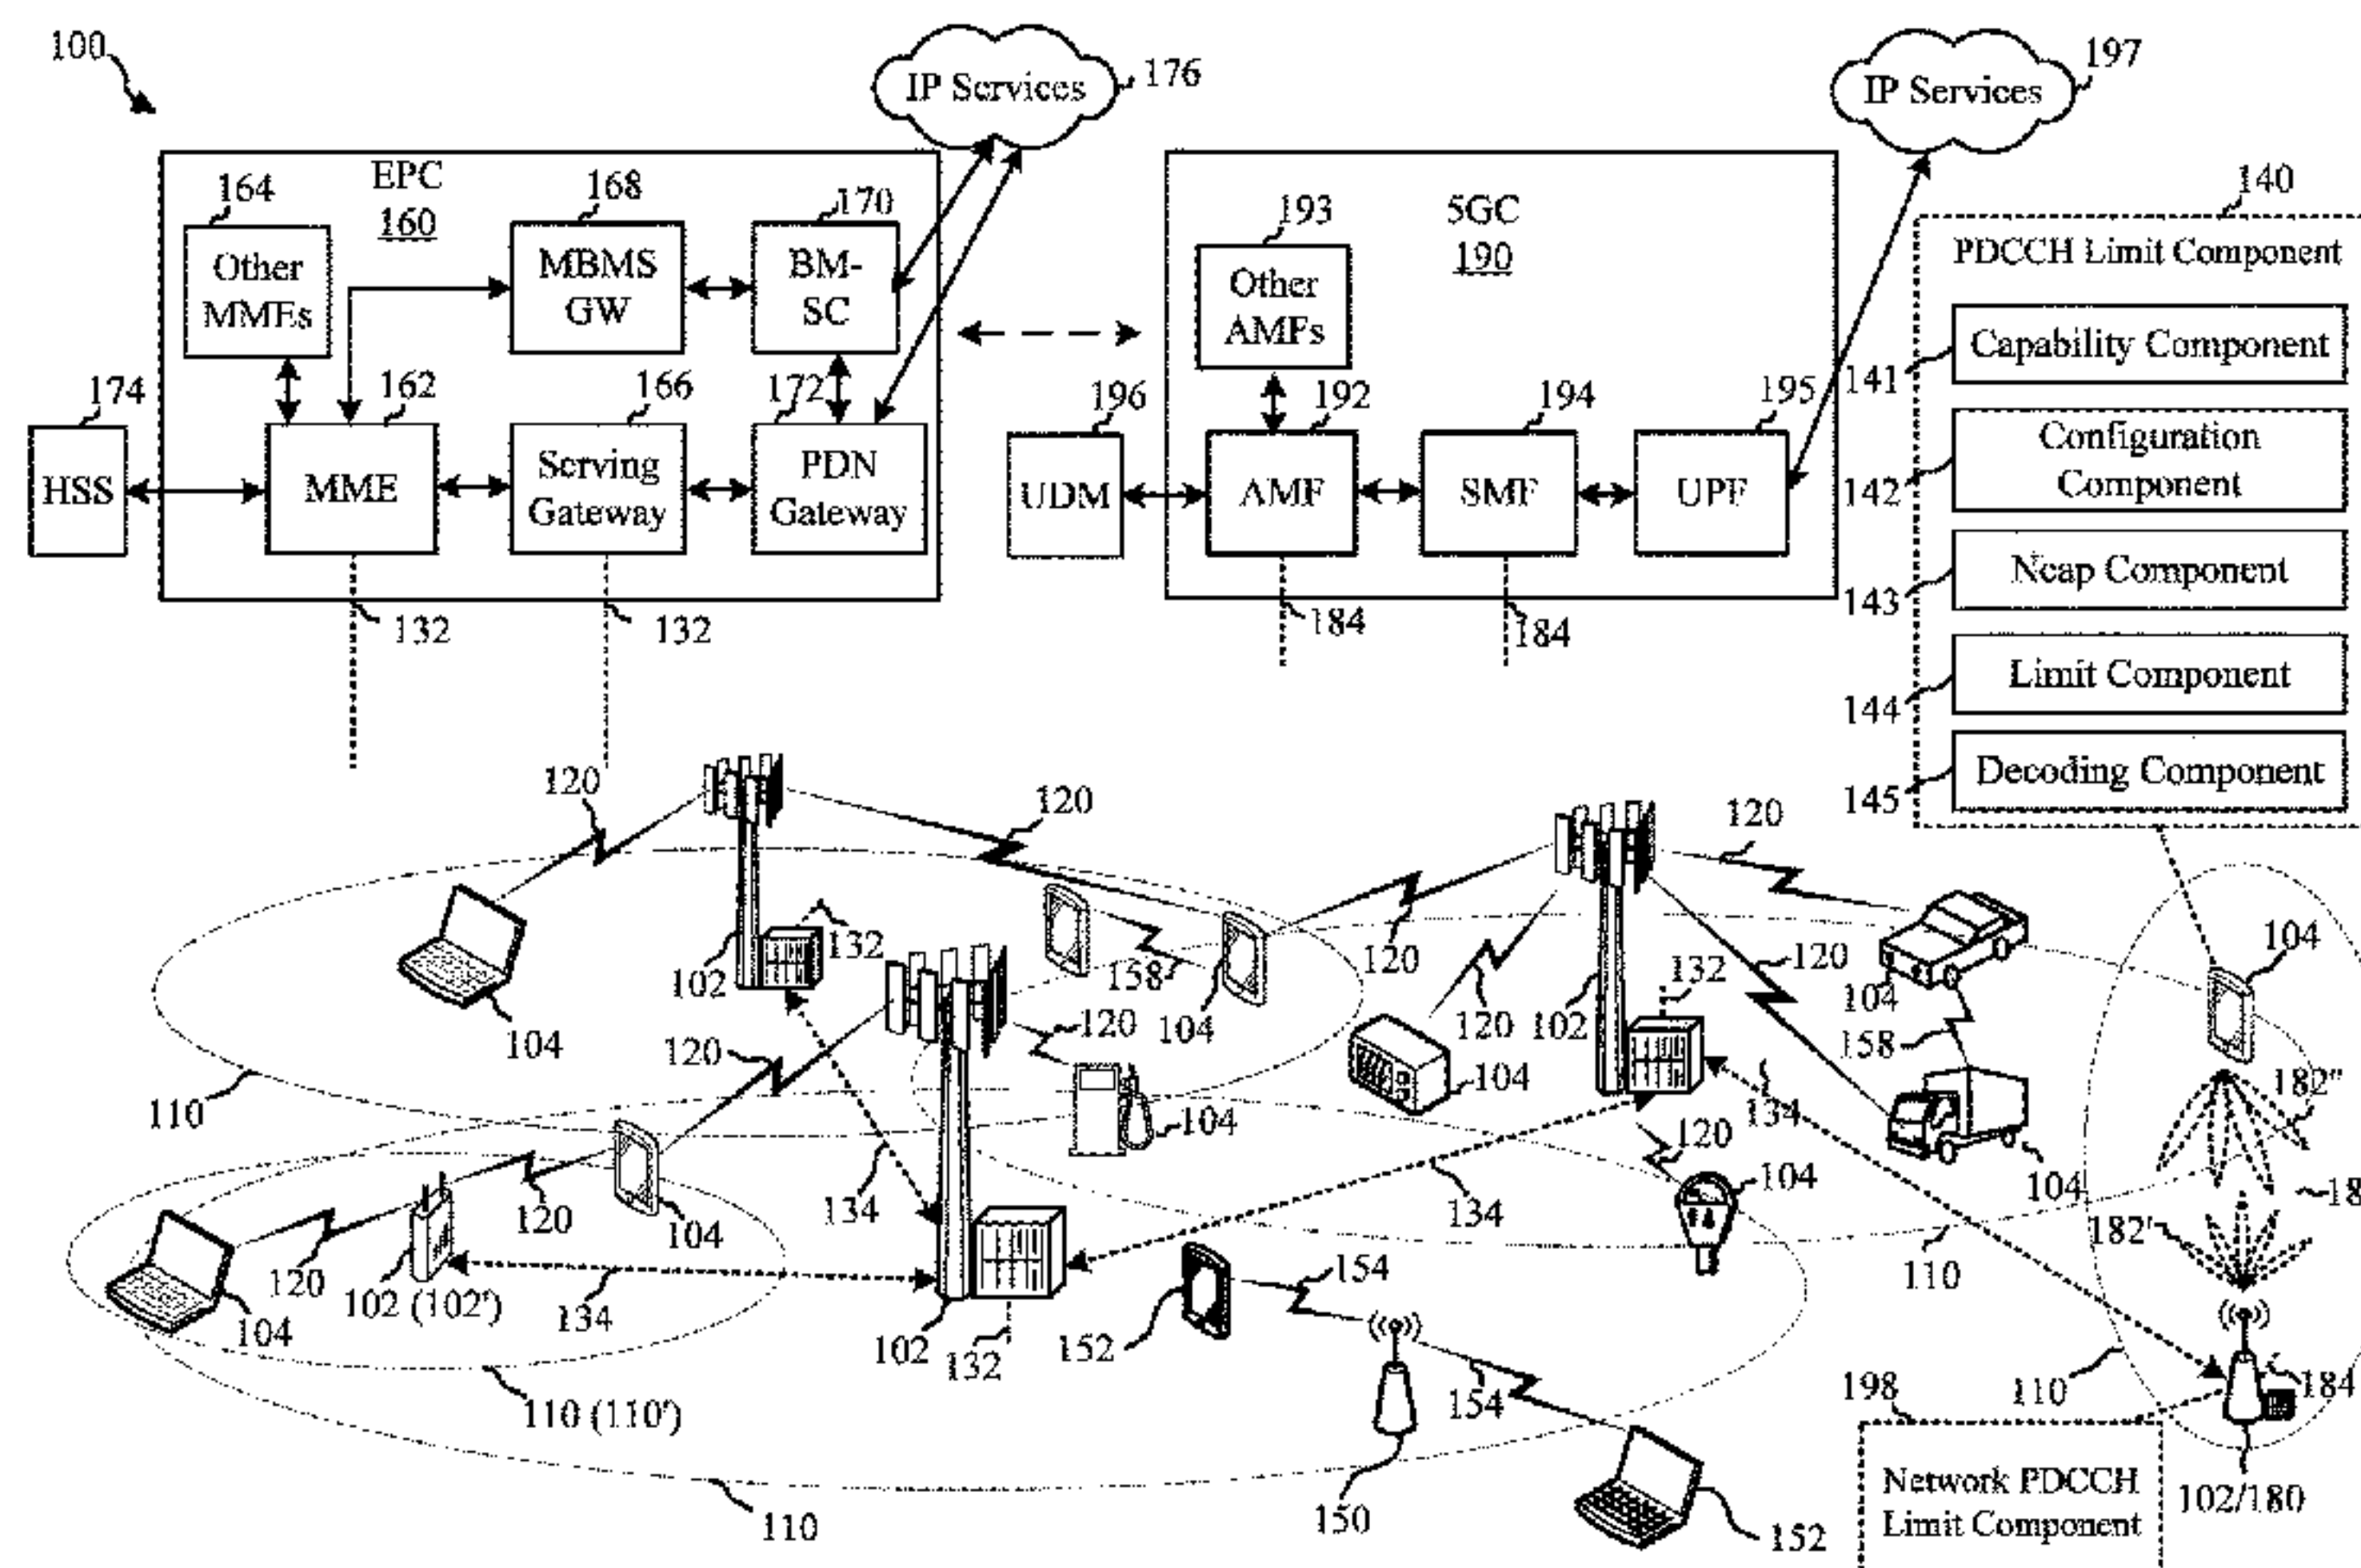 100
IP Services
176
IP Services
197
EPC
160
164
168
170
Other
MMEs
MBMS
GW
BM-
SC
174
162
166
172
HSS
MME
Serving
Gateway
PDN
Gateway
132
132
5GC
190
193
Other
AMFs
196
192
194
195
UDM
AMF
SMF
UPF
184
184
140
PDCCH Limit Component
Capability Component
141
Configuration
Component
142
Ncap Component
143
Limit Component
144
Decoding Component
145
120
120
120
120
102
132
158
104
120
120
102
132
120
104
104
104
120
120
104
158
134
182"
110
104
104
120
104
104
134
134
120
104
102 (102')
134
104
120
104
102
132
152
154
110
182'
18
110 (110')
154
198
110
184
110
150
152
Network PDCCH
Limit Component
102/180